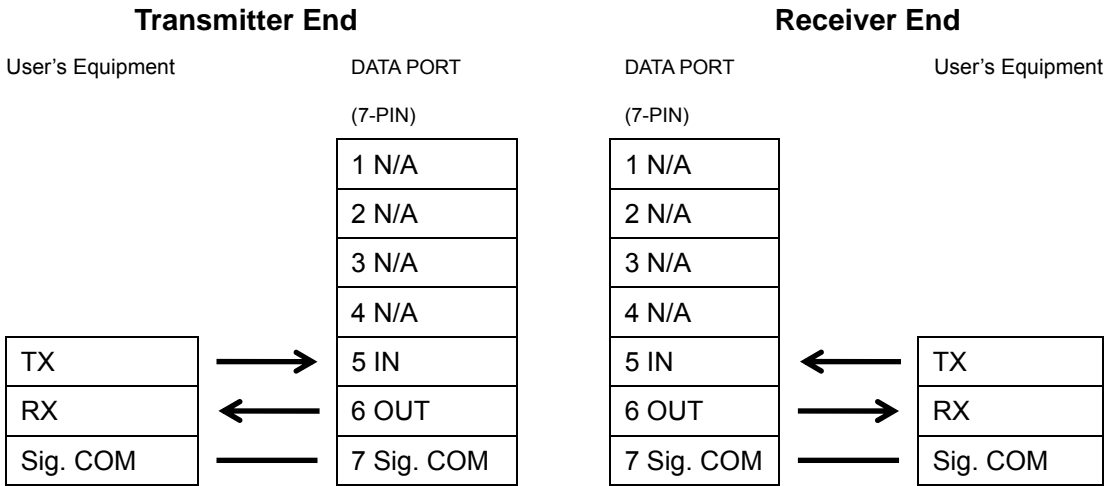 Transmitter End
Receiver End
User’s Equipment
DATA PORT
DATA PORT
User’s Equipment
(7-PIN)
(7-PIN)
1 N/A
1 N/A
2 N/A
2 N/A
3 N/A
3 N/A
4 N/A
4 N/A
TX
5 IN
5 IN
TX
RX
6 OUT
6 OUT
RX
Sig. COM
7 Sig. COM
7 Sig. COM
Sig. COM